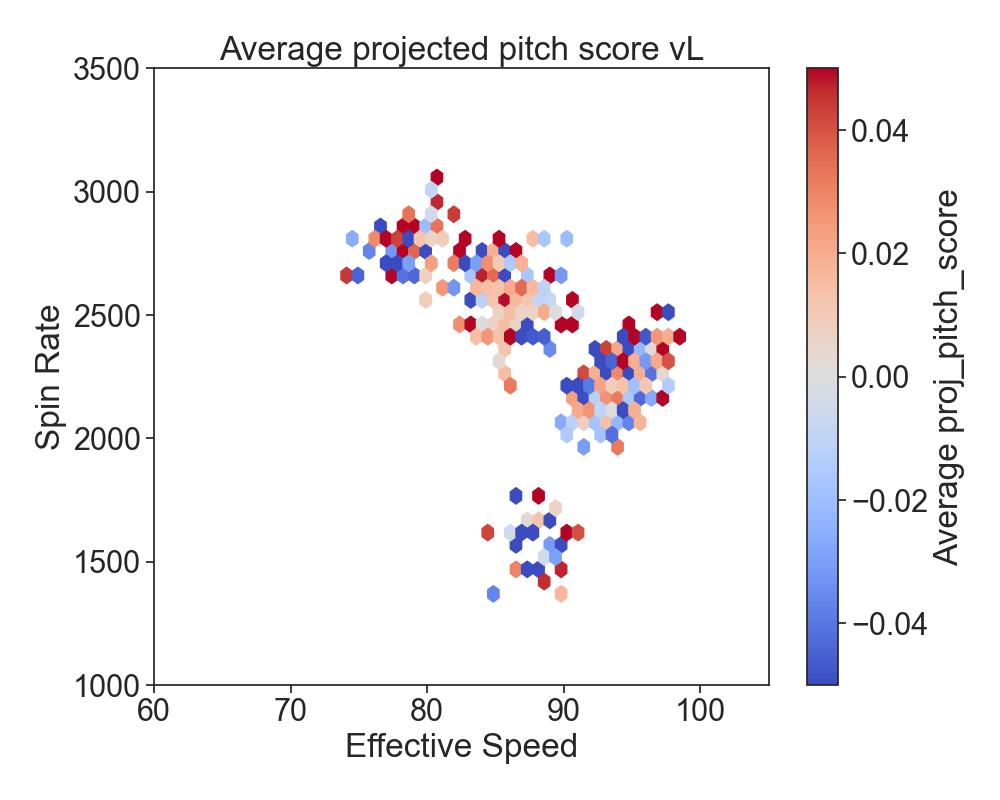 Average projected pitch score vL
3500
3000
2500
2000
1500
1000
Spin Rate
60 70 80 90 100
Effective Speed
0.04
0.02
0.00
−0.02
−0.04
Average proj_pitch_score